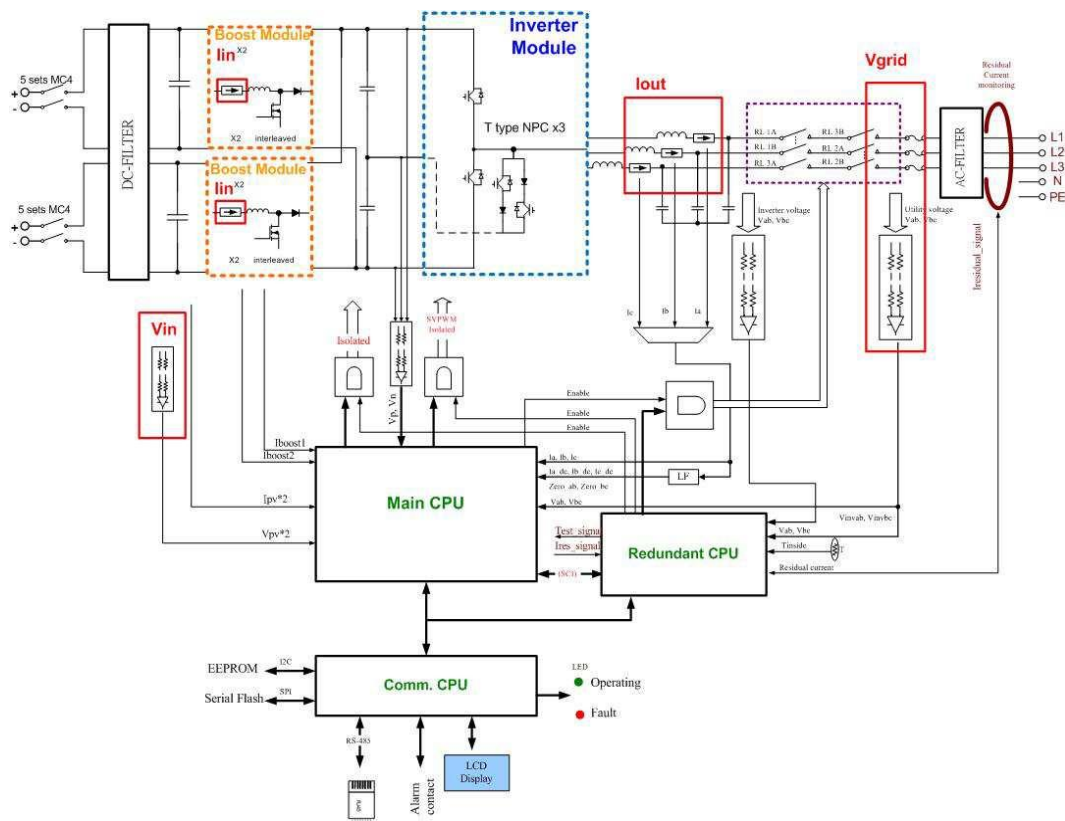 Boost Module
Iin X2
X2
interleaved
Inverter
Module
T type NPC x3
5 sets MC4
+
-
DC-FILTER
Boost Module
Iin X2
X2
interleaved
5 sets MC4
+
-
Iout
Vgrid
Residual
Current
monitoring
RL 1A
RL 3B
RL 1B
RL 2A
RL 3A
RL 2B
AC-FILTER
L1
L2
L3
N
PE
Inverter voltage
Vab, Vbc
Utility voltage
Vab, Vbc
Iresidual_signal
Ic
Ib
Ia
Vin
Isolated
SVPWM
Isolated
Vp, Vn
Enable
Enable
Enable
Iboost1
Iboost2
Ipv*2
Vpv*2
Main CPU
Ia, Ib, Ic
Ia_dc, Ib_dc, Ic_dc
LF
Zero_ab, Zero_bc
Vab, Vbc
Test_signal
Ires_signal
(SCI)
Redundant CPU
Vinvab, Vinvbc
Vab, Vbc
Tinside
T
Residual current
EEPROM
I2C
Serial Flash
SPi
Comm. CPU
LED
Operating
Fault
RS-485
Alarm
contact
LCD
Display